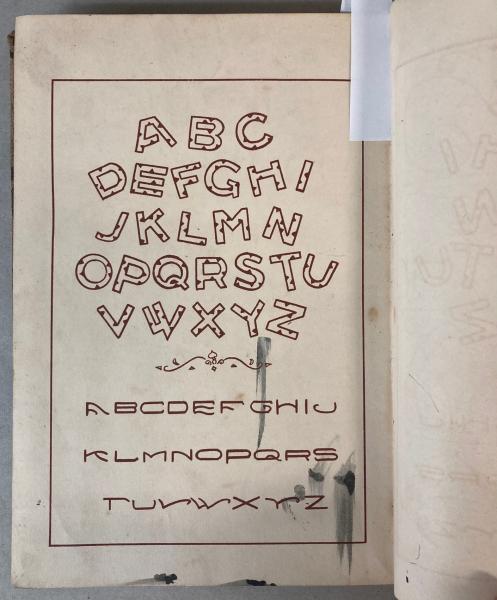 ABC
DEFGHI
JKLMN
OPQRSTU
VWXYZ
ABCDEFGHIJ
KLMNOPQRS
TUVWXYZ